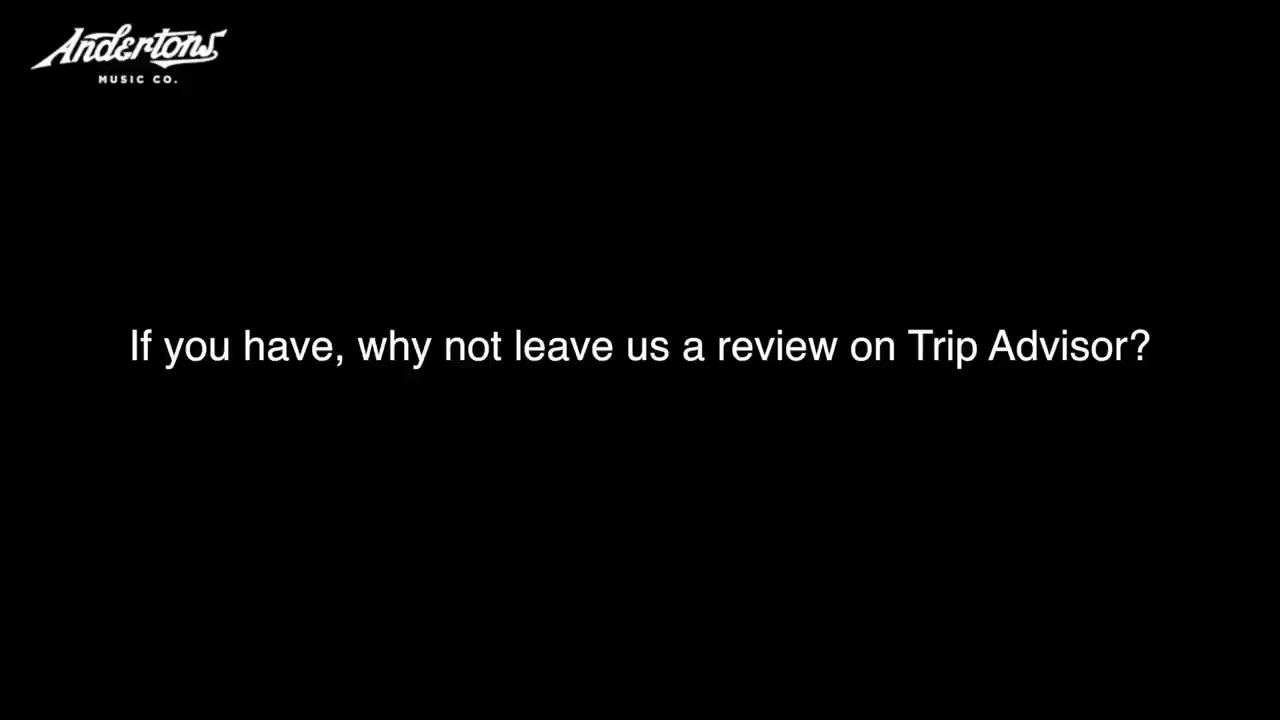 Andertons
MUSIC CO.
If you have, why not leave us a review on Trip Advisor?